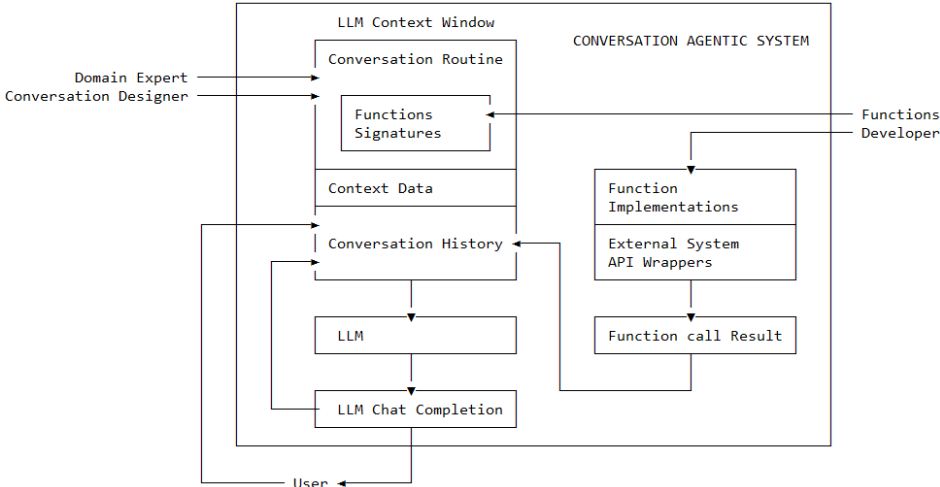 LLM Context Window
CONVERSATION AGENTIC SYSTEM
Conversation Routine
Domain Expert
Conversation Designer
Functions
Signatures
Functions
Developer
Context Data
Function
Implementations
Conversation History
External System
API Wrappers
LLM
Function call Result
LLM Chat Completion
User